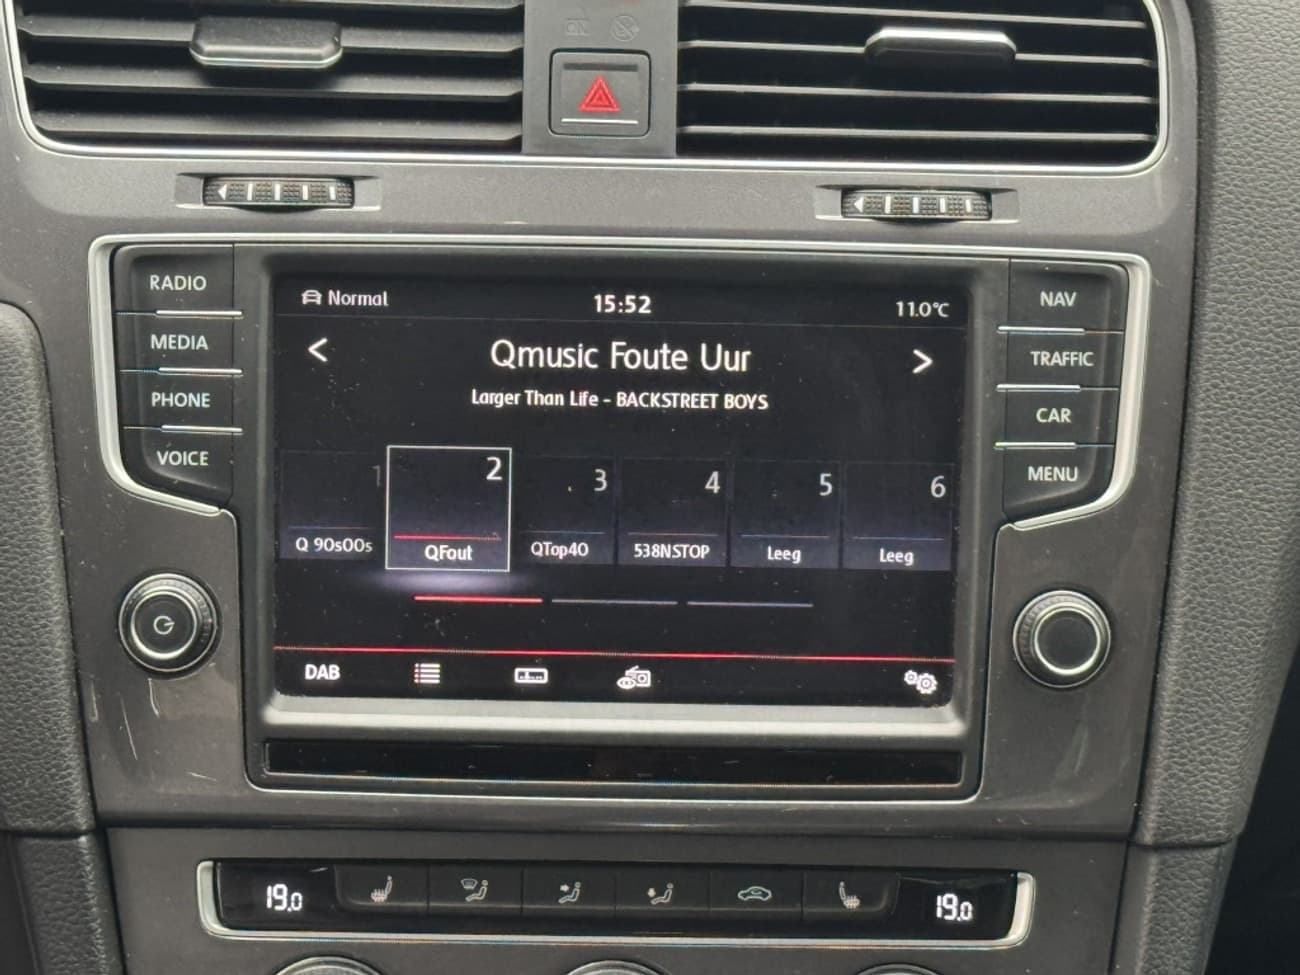 RADIO
MEDIA
PHONE
VOICE
Normal
15:52
11.0°C
<
Qmusic Foute Uur
>
Larger Than Life - BACKSTREET BOYS
1
2
3
4
5
6
Q 90s00s
QFout
QTop40
538NSTOP
Leeg
Leeg
DAB
NAV
TRAFFIC
CAR
MENU
19.0
19.0